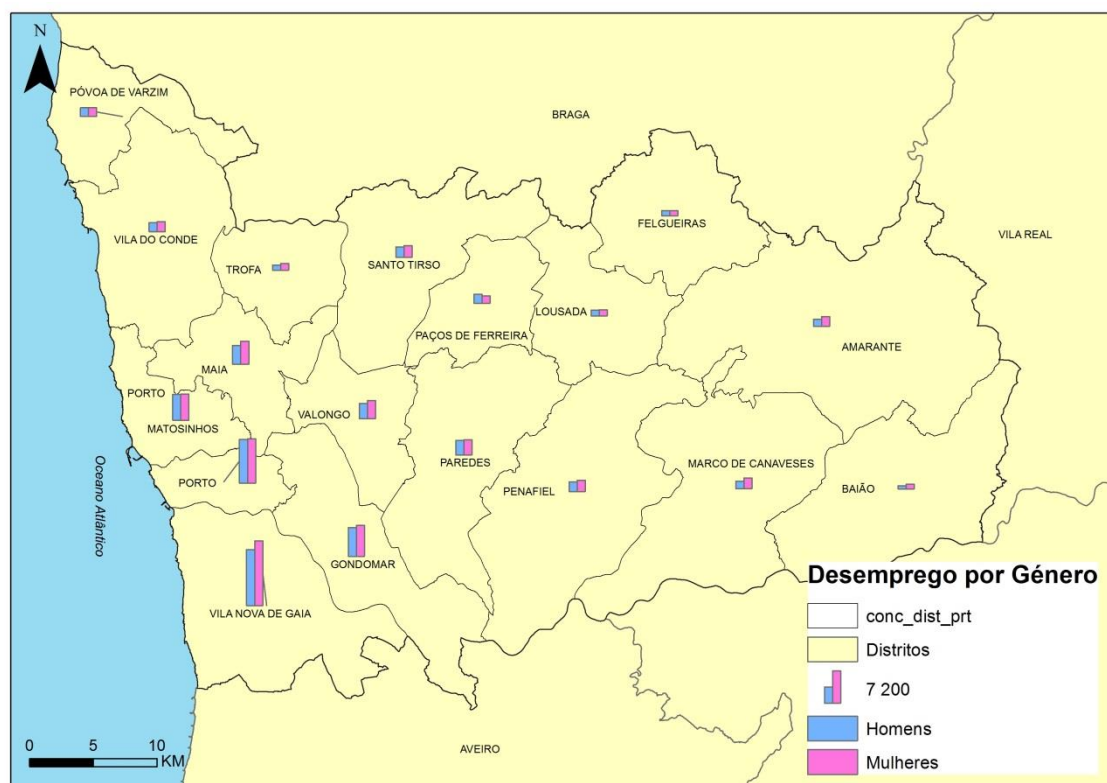 N
PÓVOA DE VARZIM
BRAGA
FELGUEIRAS
VILA REAL
VILA DO CONDE
TROFA
SANTO TIRSO
LOUSADA
PAÇOS DE FERREIRA
AMARANTE
MAIA
PORTO
MATOSINHOS
VALONGO
PAREDES
MARCO DE CANAVESES
PORTO
PENAFIEL
BAIÃO
Oceano Atlântico
GONDOMAR
VILA NOVA DE GAIA
AVEIRO
Desemprego por Género
conc_dist_prt
Distritos
7 200
Homens
Mulheres
0 5 10
KM